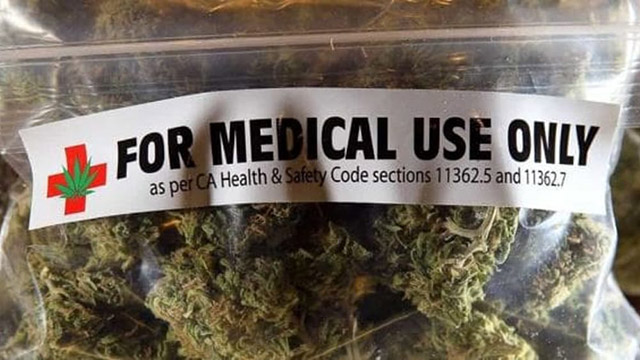 FOR MEDICAL USE ONLY
as per CA Health & Safety Code sections 11362.5 and 11362.7